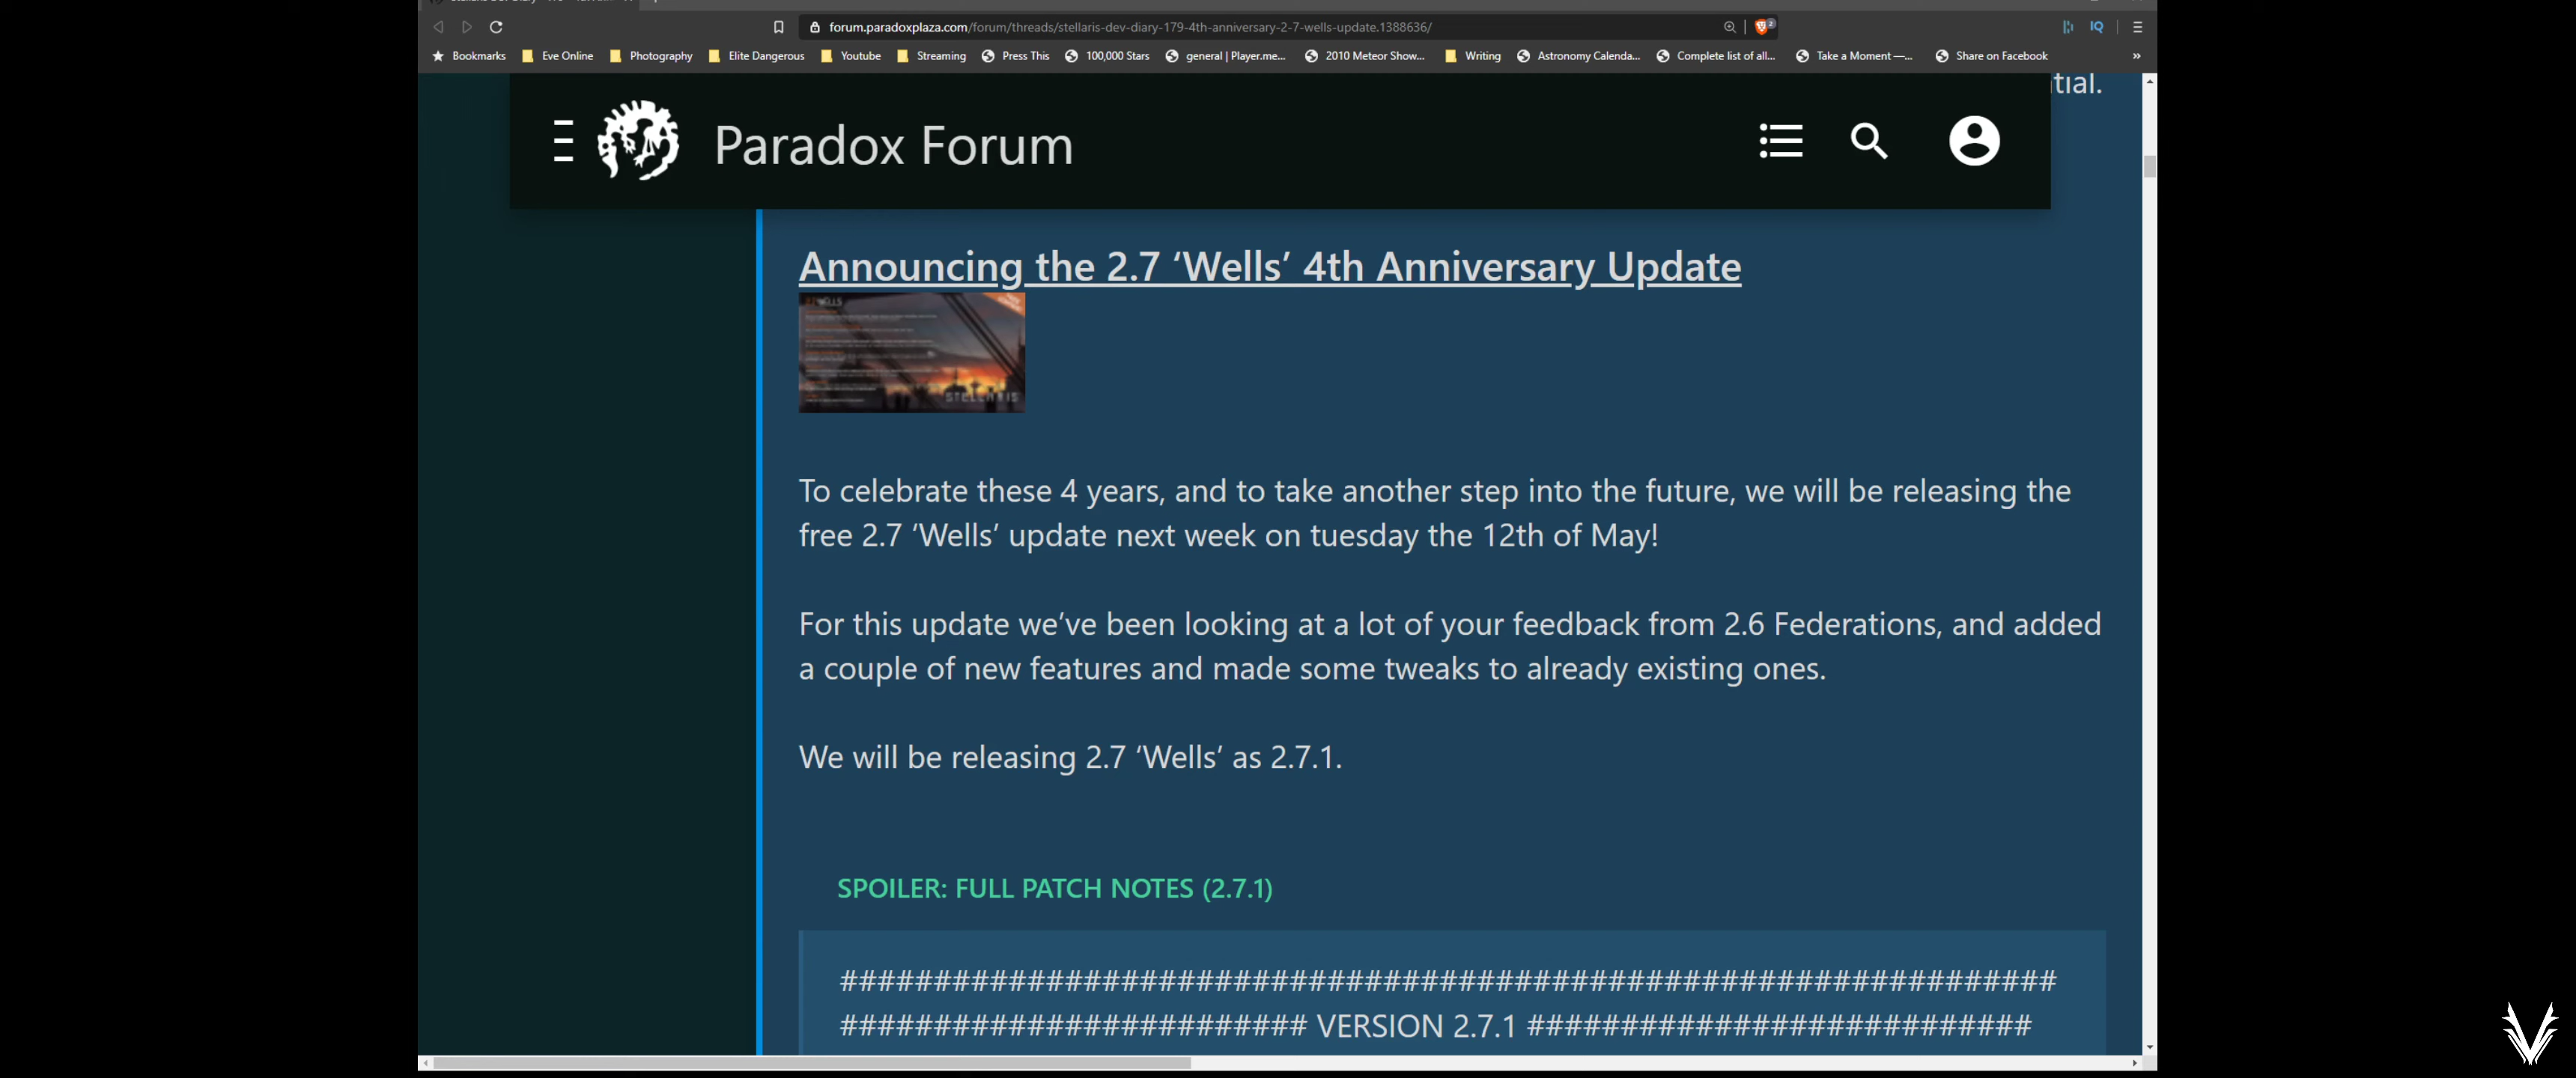 forum.paradoxplaza.com/forum/threads/stellaris-dev-diary-179-4th-anniversary-2-7-wells-update.1388636/
2
IQ
Bookmarks Eve Online Photography Elite Dangerous Youtube Streaming Press This 100,000 Stars general | Player.me... 2010 Meteor Show... Writing Astronomy Calenda... Complete list of all... Take a Moment —... Share on Facebook »
tial.
Paradox Forum
Announcing the 2.7 ‘Wells’ 4th Anniversary Update
STELLARIS
To celebrate these 4 years, and to take another step into the future, we will be releasing the
free 2.7 ‘Wells’ update next week on tuesday the 12th of May!
For this update we’ve been looking at a lot of your feedback from 2.6 Federations, and added
a couple of new features and made some tweaks to already existing ones.
We will be releasing 2.7 ‘Wells’ as 2.7.1.
SPOILER: FULL PATCH NOTES (2.7.1)
#################################################################
######################### VERSION 2.7.1 ###########################